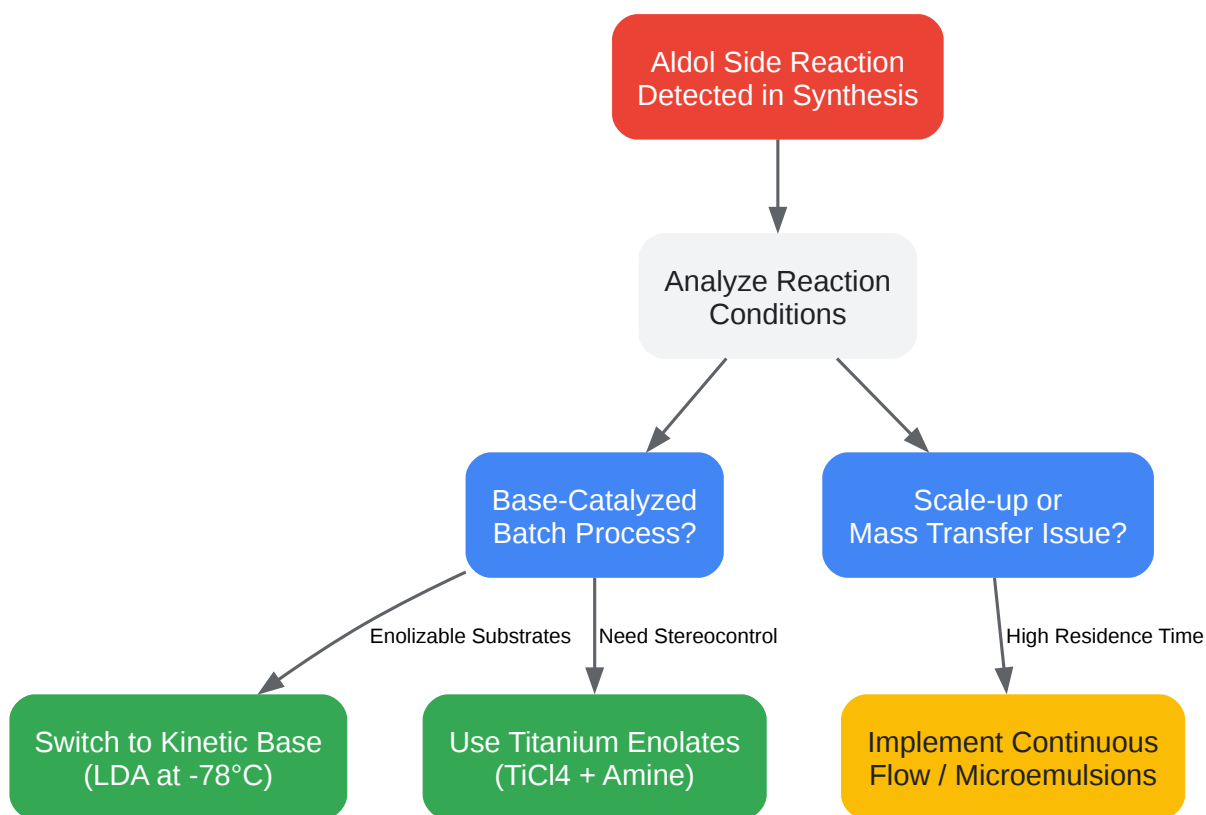 Aldol Side Reaction
Detected in Synthesis
Analyze Reaction
Conditions
Base-Catalyzed
Batch Process?
Scale-up or
Mass Transfer Issue?
Enolizable Substrates
Need Stereocontrol
High Residence Time
Switch to Kinetic Base
(LDA at -78°C)
Use Titanium Enolates
(TiCl4 + Amine)
Implement Continuous
Flow / Microemulsions